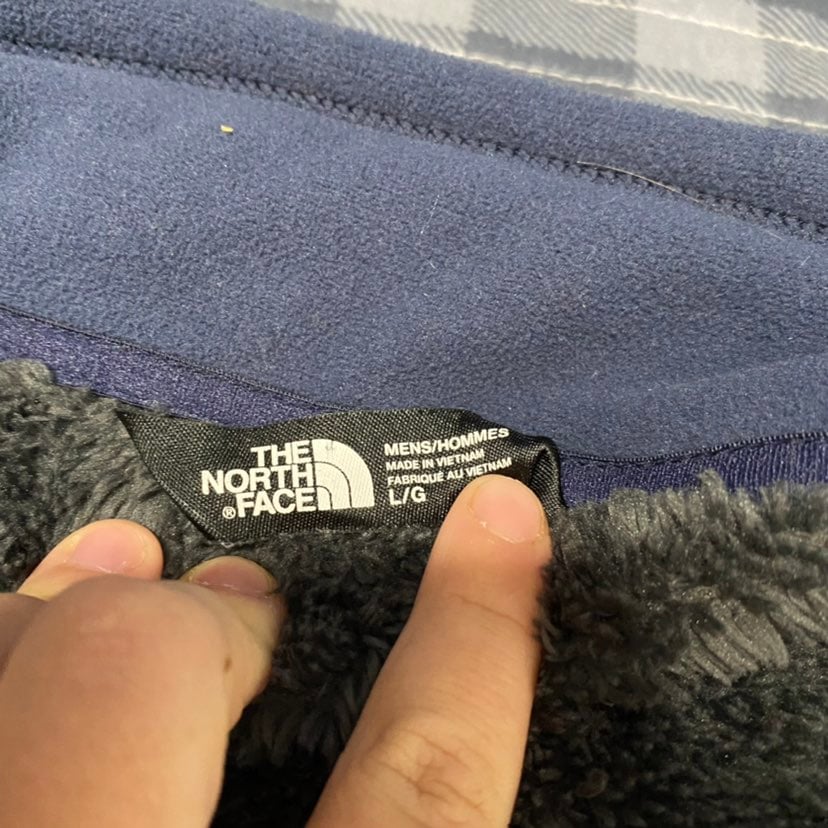 THE
NORTH
FACE
®
MENS/HOMMES
MADE IN VIETNAM
FABRIQUÉ AU VIETNAM
L/G